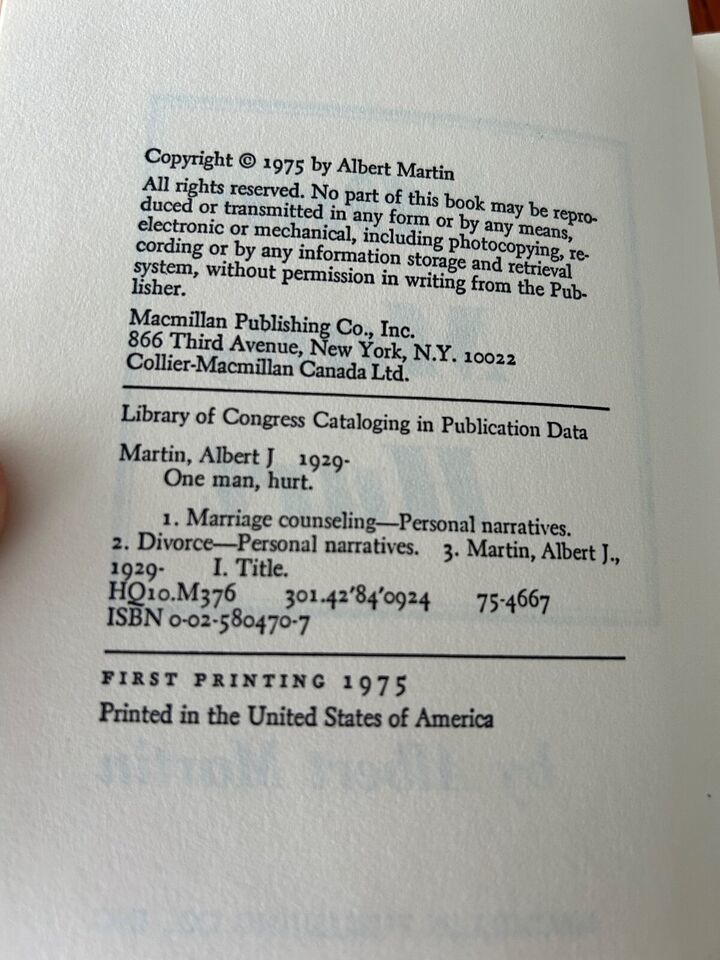 Copyright © 1975 by Albert Martin
All rights reserved. No part of this book may be repro-
duced or transmitted in any form or by any means,
electronic or mechanical, including photocopying, re-
cording or by any information storage and retrieval
system, without permission in writing from the Pub-
lisher.
Macmillan Publishing Co., Inc.
866 Third Avenue, New York, N.Y. 10022
Collier-Macmillan Canada Ltd.
Library of Congress Cataloging in Publication Data
Martin, Albert J 1929-
One man, hurt.
1. Marriage counseling—Personal narratives.
2. Divorce—Personal narratives. 3. Martin, Albert J.,
1929- I. Title.
HQ10.M376 301.42'84'0924 75-4667
ISBN 0-02-580470-7
FIRST PRINTING 1975
Printed in the United States of America
by Albert Martin